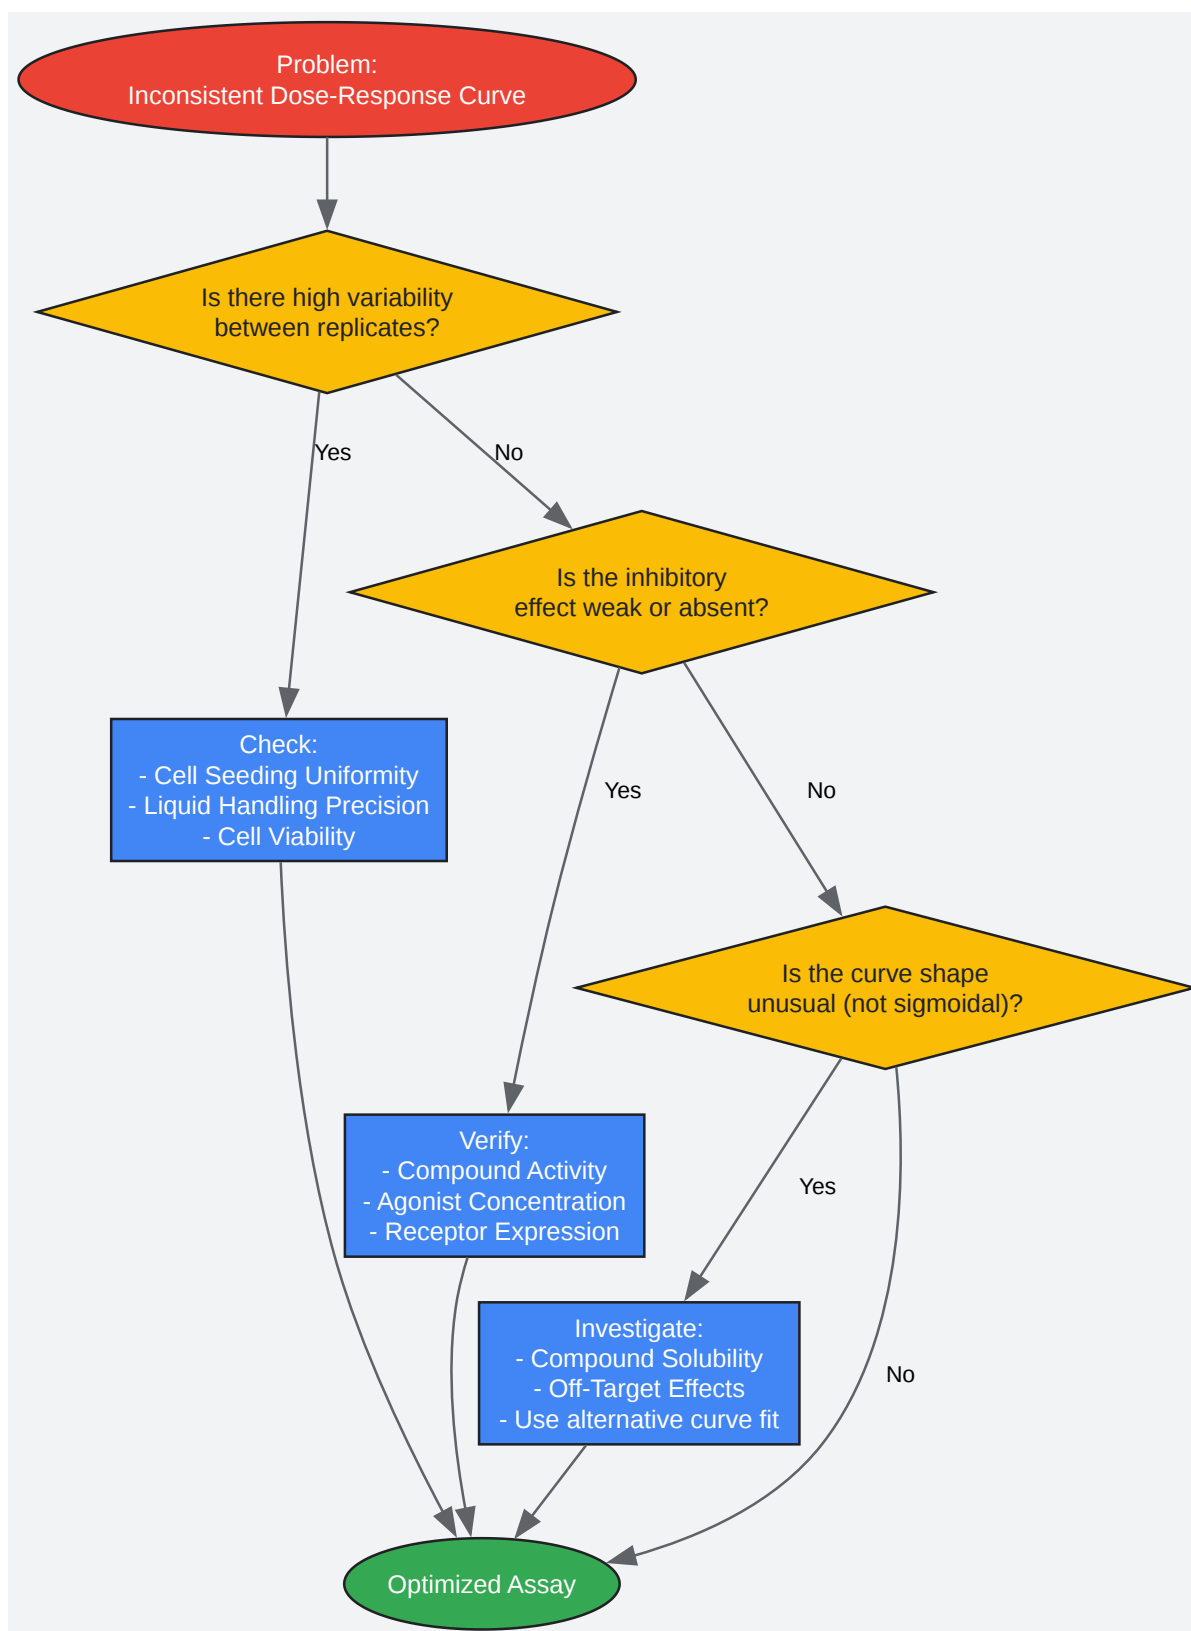 Problem:
Inconsistent Dose-Response Curve
Is there high variability
between replicates?
Yes
No
Is the inhibitory
effect weak or absent?
Check:
- Cell Seeding Uniformity
- Liquid Handling Precision
- Cell Viability
Yes
No
Is the curve shape
unusual (not sigmoidal)?
Verify:
- Compound Activity
- Agonist Concentration
- Receptor Expression
Yes
Investigate:
- Compound Solubility
- Off-Target Effects
- Use alternative curve fit
No
Optimized Assay